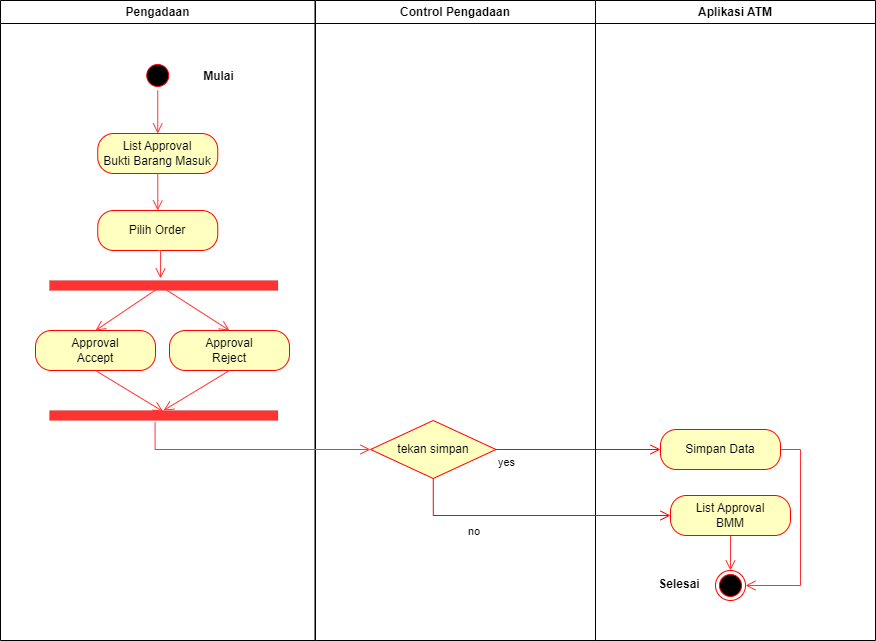 Pengadaan
Control Pengadaan
Aplikasi ATM
Mulai
List Approval
Bukti Barang Masuk
Pilih Order
Approval
Accept
Approval
Reject
tekan simpan
yes
Simpan Data
no
List Approval
BMM
Selesai